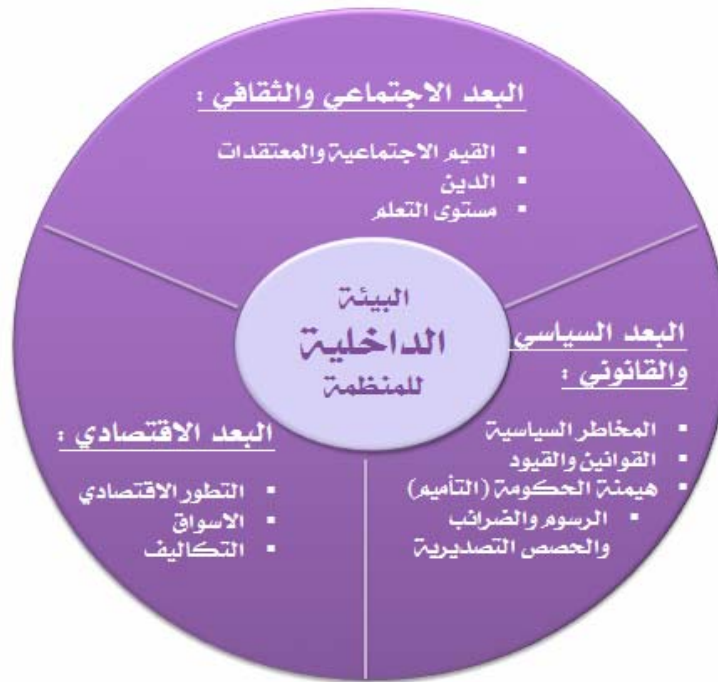 البعد الاجتماعي والثقافي :
القيم الاجتماعية والمعتقدات
الدين
مستوى التعلم
البيئة
الداخلية
للمنظمة
البعد السياسي
والقانوني :
المخاطر السياسية
القوانين والقيود
هيمنة الحكومة (التأميم)
الرسوم والضرائب
والحصص التصديرية
البعد الاقتصادي :
التطور الاقتصادي
الاسواق
التكاليف